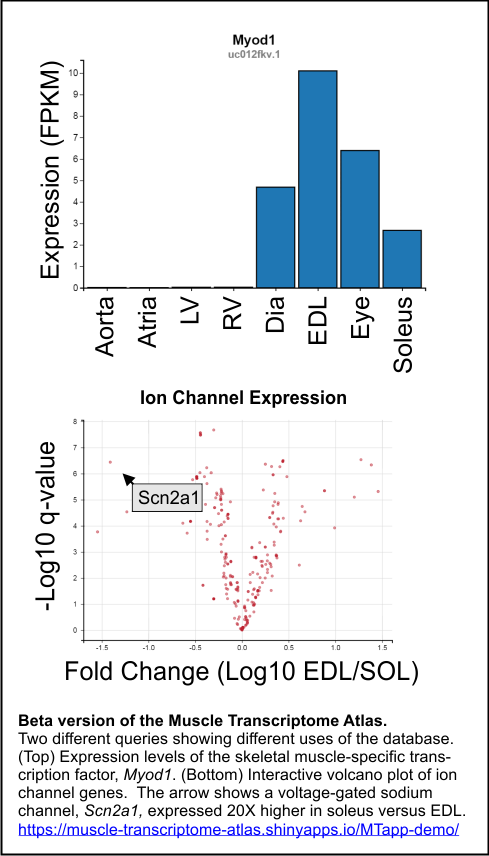 Myod1
uc012fkv.1
Expression (FPKM)
10
9
8
7
6
5
4
3
2
1
0
Aorta
Atria
LV
RV
Dia
EDL
Eye
Soleus
Ion Channel Expression
-Log10 q-value
8
7
6
5
4
3
2
1
0
Scn2a1
-1.5
-1.0
-0.5
0.0
0.5
1.0
1.5
Fold Change (Log10 EDL/SOL)
Beta version of the Muscle Transcriptome Atlas.
Two different queries showing different uses of the database.
(Top) Expression levels of the skeletal muscle-specific trans-
cription factor, Myod1. (Bottom) Interactive volcano plot of ion
channel genes.  The arrow shows a voltage-gated sodium
channel, Scn2a1, expressed 20X higher in soleus versus EDL.
https://muscle-transcriptome-atlas.shinyapps.io/MTapp-demo/